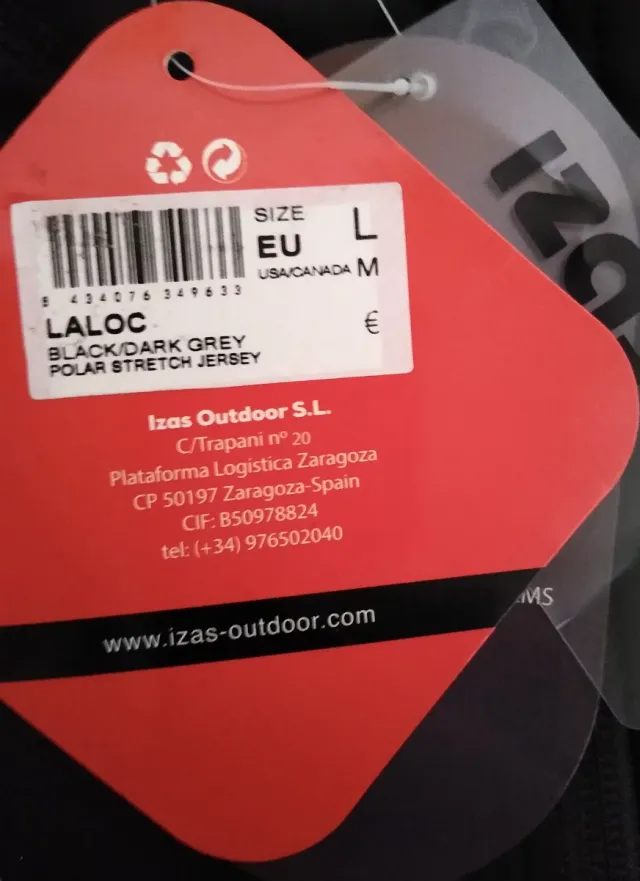 SIZE
EU L
USA/CANADA M
8 434076 349633
LALOC
€
BLACK/DARK GREY
POLAR STRETCH JERSEY
Izas Outdoor S.L.
C/Trapani nº 20
Plataforma Logistica Zaragoza
CP 50197 Zaragoza-Spain
CIF: B50978824
tel: (+34) 976502040
www.izas-outdoor.com